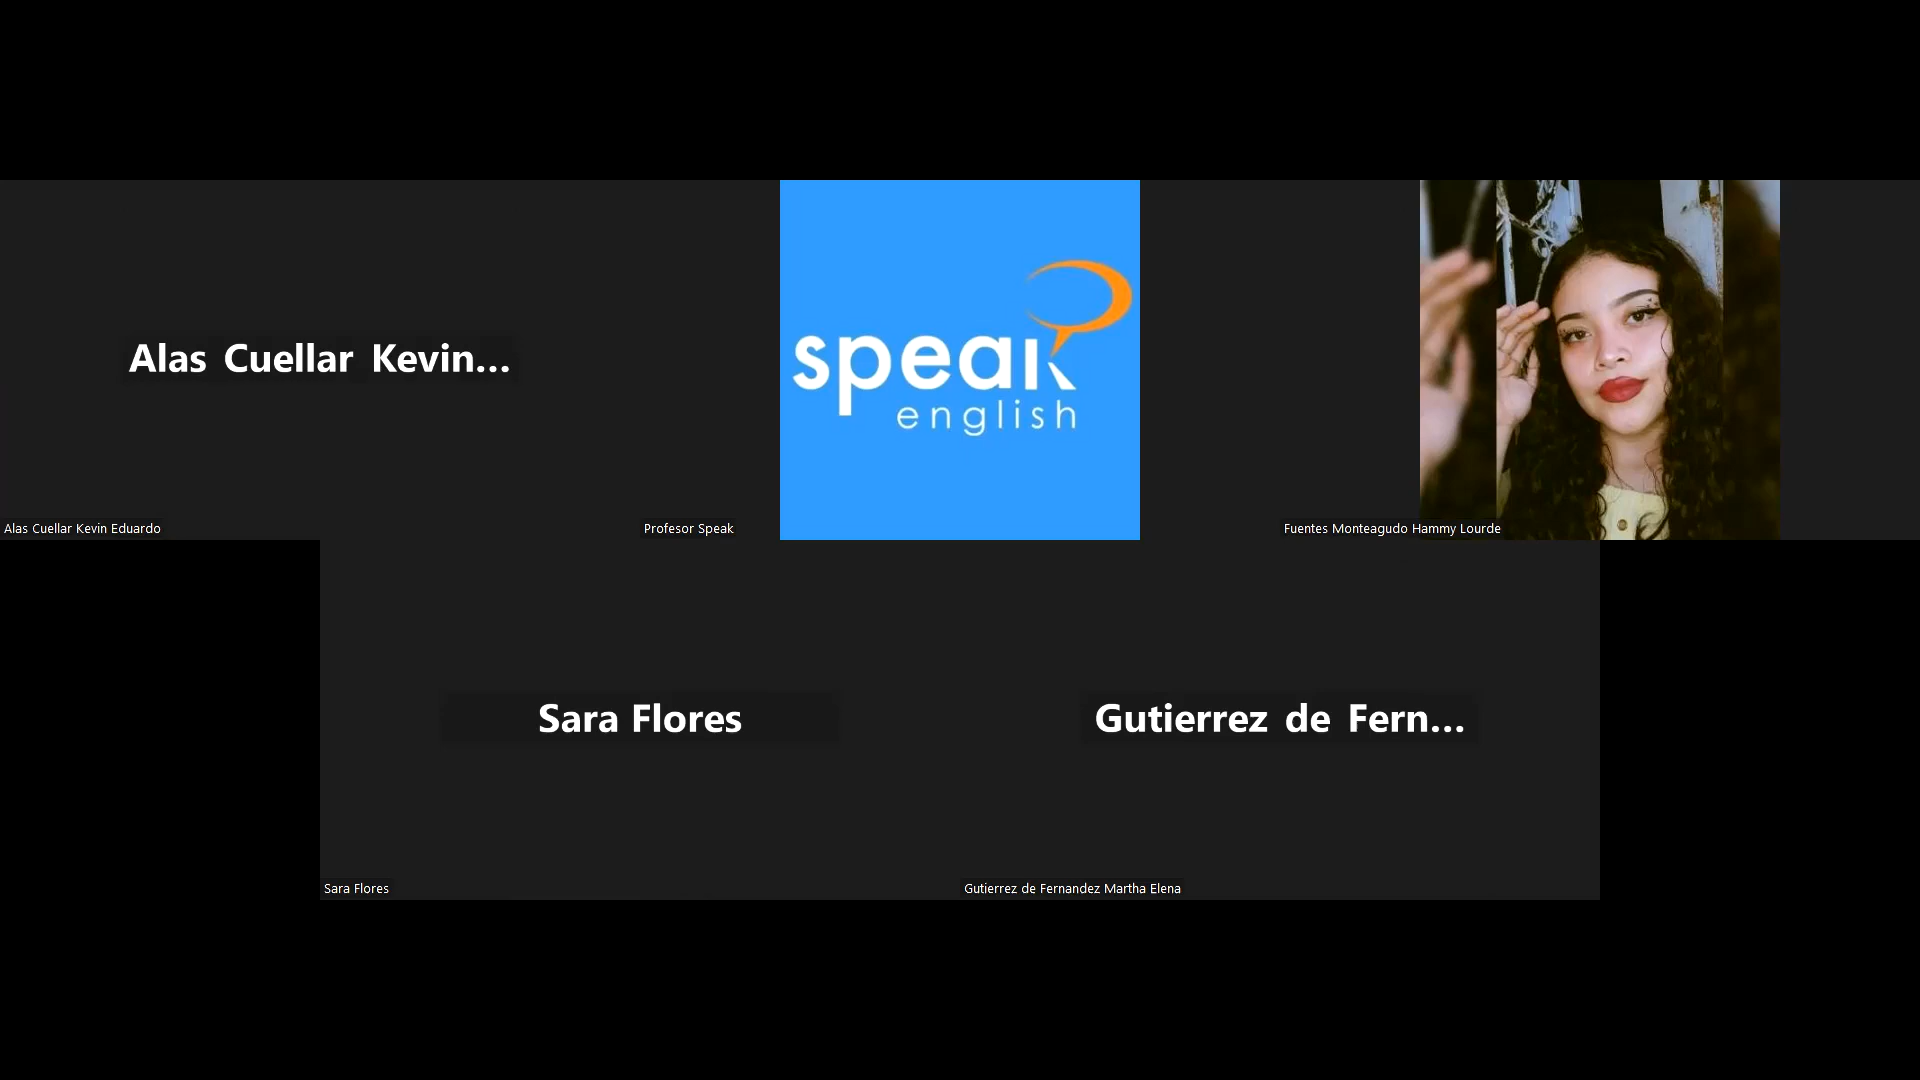 Alas Cuellar Kevin...
Alas Cuellar Kevin Eduardo
speak
english
Profesor Speak
Fuentes Monteagudo Hammy Lourde
Sara Flores
Sara Flores
Gutierrez de Fern...
Gutierrez de Fernandez Martha Elena